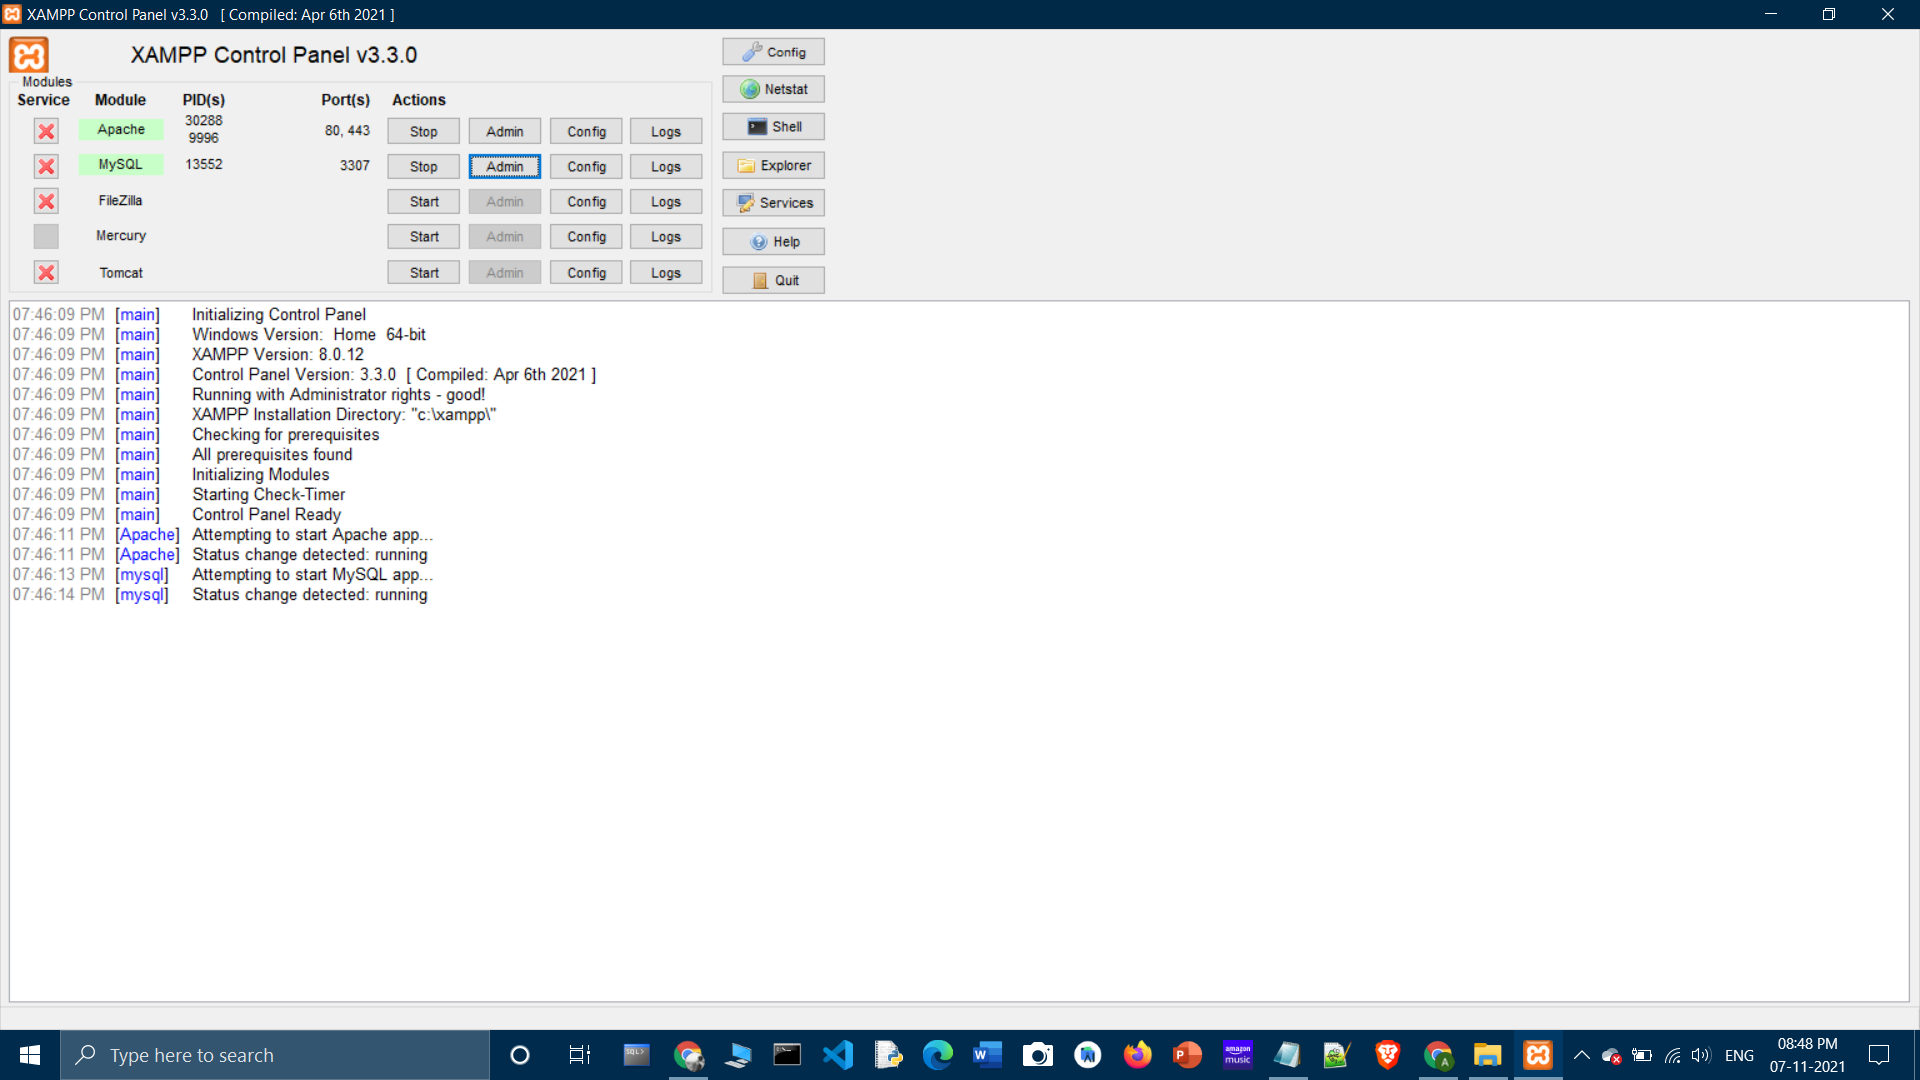 XAMPP Control Panel v3.3.0 [ Compiled: Apr 6th 2021 ]
XAMPP Control Panel v3.3.0
Config
Modules
Service Module PID(s) Port(s) Actions
Netstat
Apache 30288 9996 80, 443 Stop Admin Config Logs
Shell
MySQL 13552 3307 Stop Admin Config Logs
Explorer
FileZilla Start Admin Config Logs
Services
Mercury Start Admin Config Logs
Help
Tomcat Start Admin Config Logs
Quit
07:46:09 PM [main] Initializing Control Panel
07:46:09 PM [main] Windows Version: Home 64-bit
07:46:09 PM [main] XAMPP Version: 8.0.12
07:46:09 PM [main] Control Panel Version: 3.3.0 [ Compiled: Apr 6th 2021 ]
07:46:09 PM [main] Running with Administrator rights - good!
07:46:09 PM [main] XAMPP Installation Directory: "c:\xampp\"
07:46:09 PM [main] Checking for prerequisites
07:46:09 PM [main] All prerequisites found
07:46:09 PM [main] Initializing Modules
07:46:09 PM [main] Starting Check-Timer
07:46:09 PM [main] Control Panel Ready
07:46:11 PM [Apache] Attempting to start Apache app...
07:46:11 PM [Apache] Status change detected: running
07:46:13 PM [mysql] Attempting to start MySQL app...
07:46:14 PM [mysql] Status change detected: running
Type here to search
SQL>
W
P
amazon music
A
ENG
08:48 PM
07-11-2021